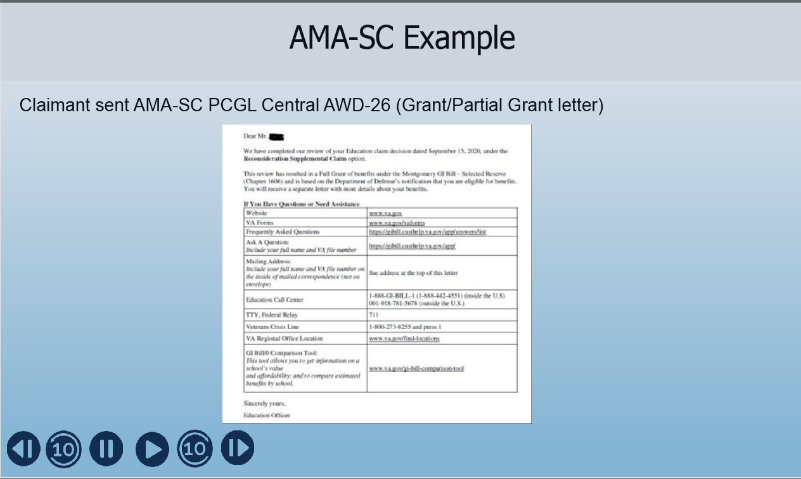 AMA-SC Example
Claimant sent AMA-SC PCGL Central AWD-26 (Grant/Partial Grant letter)
Dear Mr.
We have completed our review of your Education claim decision dated September 15, 2020, under the
Reconsideration Supplemental Claim option.
This review has resulted in a Full Grant of benefits under the Montgomery GI Bill – Selected Reserve
(Chapter 1606) and is based on the Department of Defense's notification that you are eligible for benefits.
You will receive a separate letter with more details about your benefits.
If You Have Questions or Need Assistance
Website www.va.gov
VA Forms www.va.gov/vaforms
Frequently Asked Questions https://gibill.custhelp.va.gov/app/answers/list
Ask A Question:
Include your full name and VA file number https://gibill.custhelp.va.gov/app/
Mailing Address:
Include your full name and VA file number on
the inside of mailed correspondence (not on
envelope) See address at the top of this letter
Education Call Center 1-888-GI-BILL-1 (1-888-442-4551) (inside the U.S)
001-918-781-5678 (outside the U.S.)
TTY, Federal Relay 711
Veterans Crisis Line 1-800-273-8255 and press 1
VA Regional Office Location www.va.gov/find-locations
GI Bill® Comparison Tool:
This tool allows you to get information on a
school's value
and affordability; and to compare estimated
benefits by school. www.va.gov/gi-bill-comparison-tool
Sincerely yours,
Education Officer
10
10